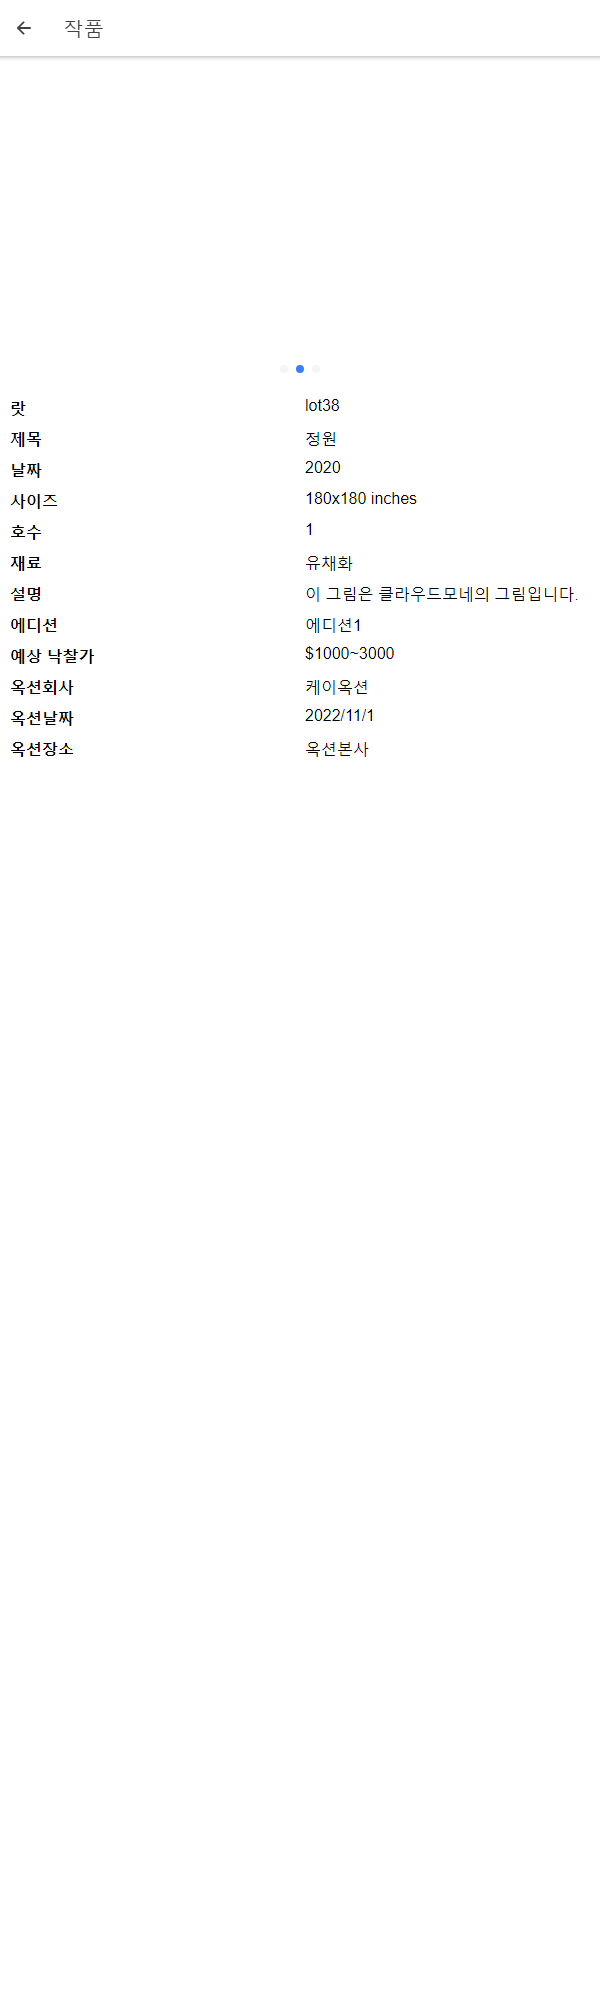 작품
랏 lot38
제목 정원
날짜 2020
사이즈 180x180 inches
호수 1
재료 유채화
설명 이 그림은 클라우드모네의 그림입니다.
에디션 에디션1
예상 낙찰가 $1000~3000
옥션회사 케이옥션
옥션날짜 2022/11/1
옥션장소 옥션본사